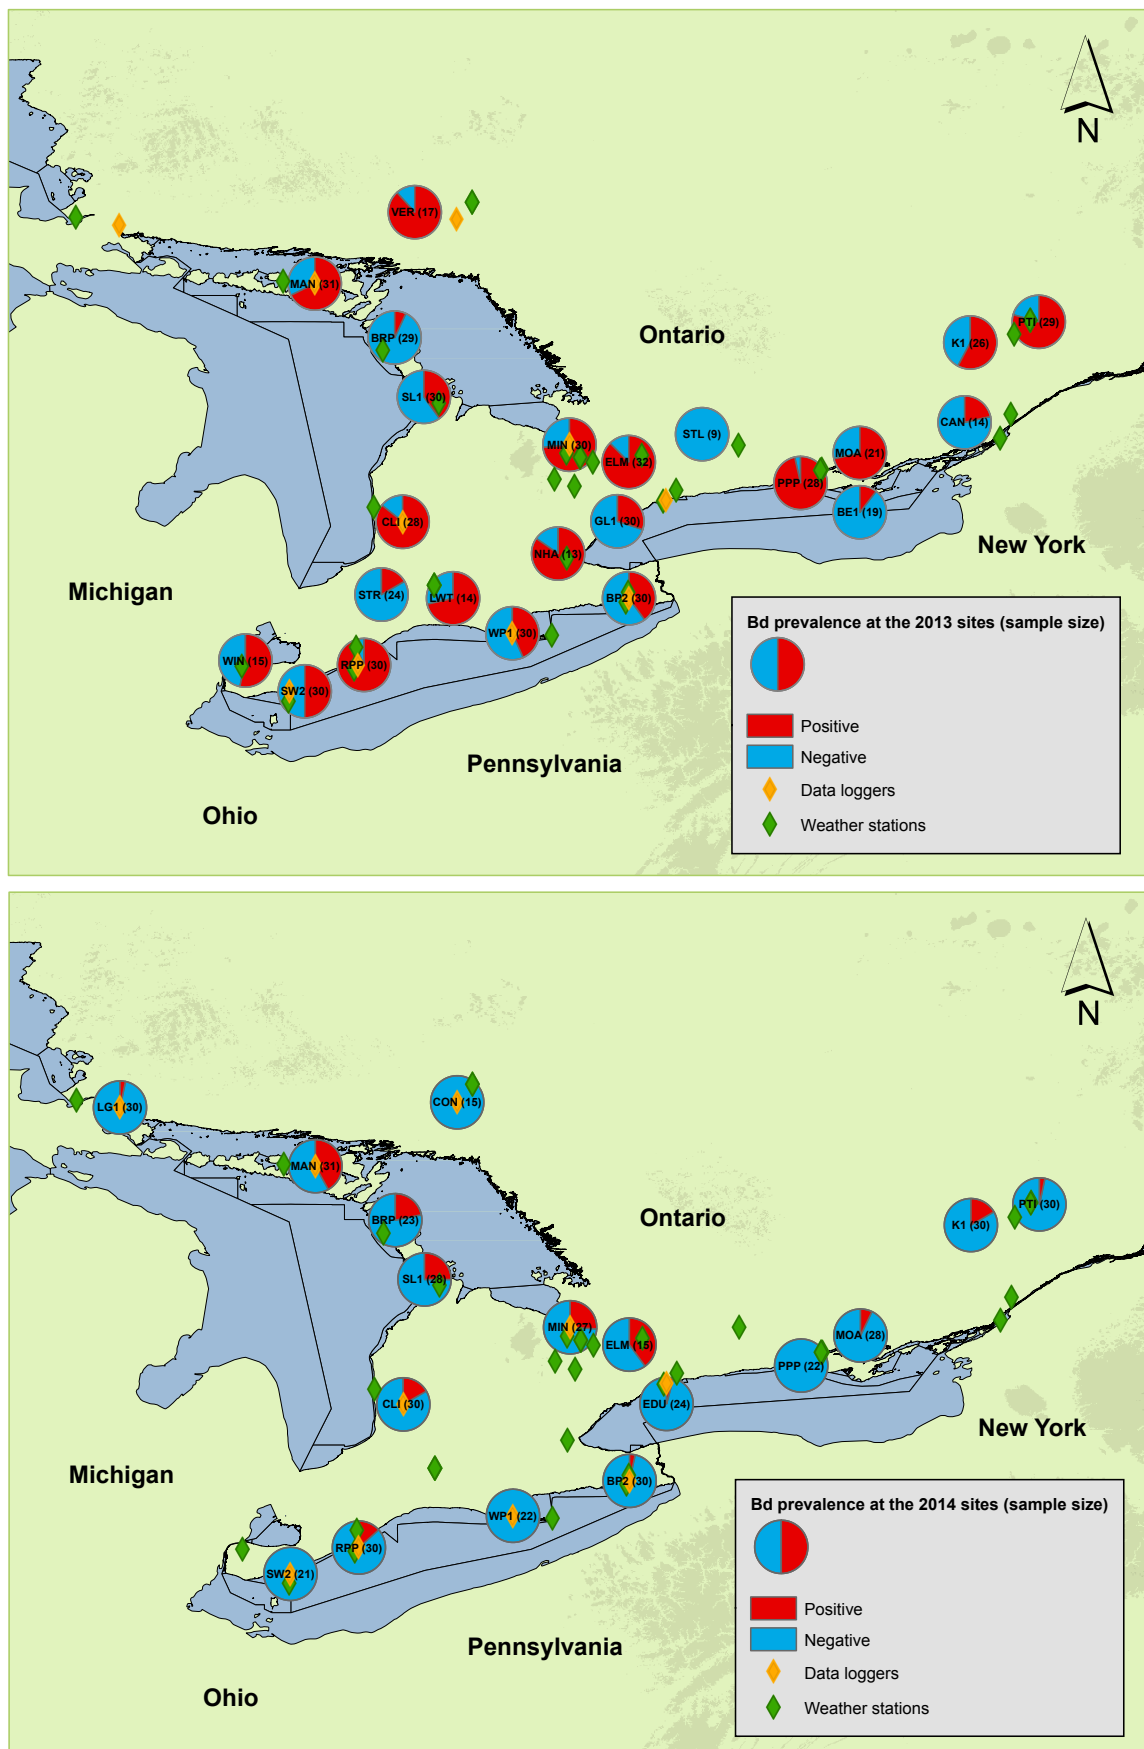 N
VER (17)
MAN (31)
BRP (29)
Ontario
PTI (29)
K1 (26)
SL1 (30)
CAN (14)
STL (9)
MIN (30)
MOA (21)
ELM (32)
PPP (28)
BE1 (19)
CLI (28)
GL1 (30)
New York
NHA (13)
Michigan
STR (24)
LWT (14)
BP2 (30)
WP1 (30)
WIN (15)
RPP (30)
SW2 (30)
Pennsylvania
Ohio
Bd prevalence at the 2013 sites (sample size)
Positive
Negative
Data loggers
Weather stations
N
LG1 (30)
CON (15)
MAN (31)
BRP (23)
Ontario
PTI (30)
K1 (30)
SL1 (28)
MIN (27)
ELM (15)
MOA (28)
PPP (22)
CLI (30)
EDU (24)
New York
Michigan
BP2 (30)
WP1 (22)
RPP (30)
SW2 (21)
Pennsylvania
Ohio
Bd prevalence at the 2014 sites (sample size)
Positive
Negative
Data loggers
Weather stations